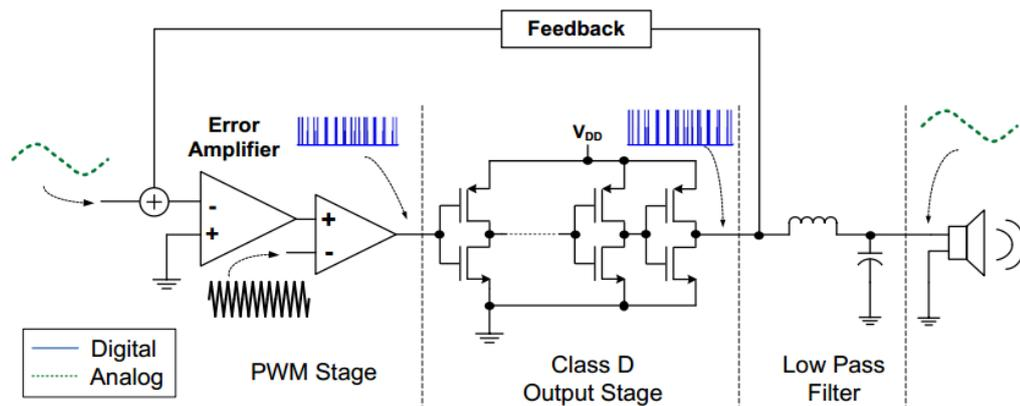 Feedback
Error
Amplifier
V_DD
+
-
+
+
-
Digital
Analog
PWM Stage
Class D
Output Stage
Low Pass
Filter